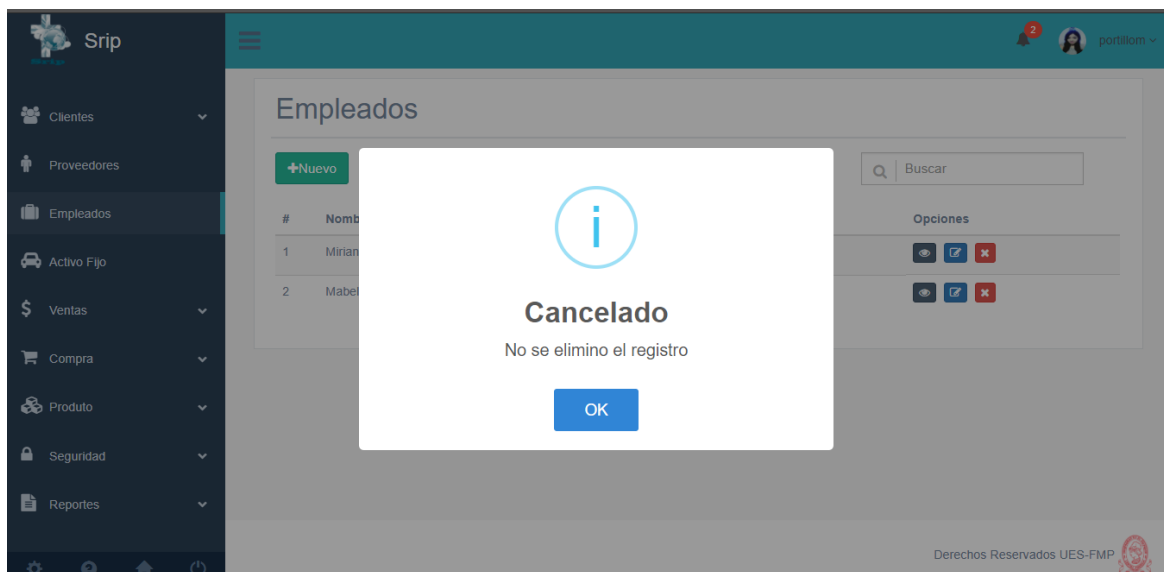 Srip
2
portillom
Clientes
Proveedores
Empleados
Activo Fijo
Ventas
Compra
Produto
Seguridad
Reportes
Empleados
+Nuevo
Buscar
# Nomb Opciones
1 Mirian
2 Mabel
Cancelado
No se elimino el registro
OK
Derechos Reservados UES-FMP